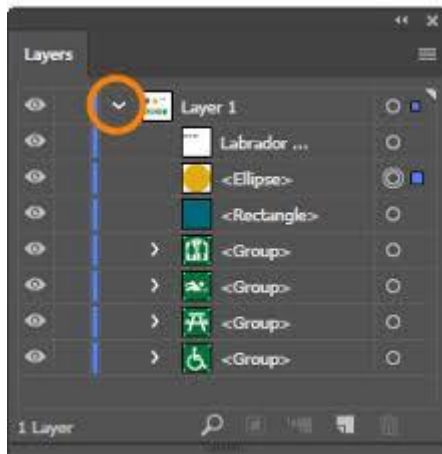 Layers
Layer 1
Labrador ...
<Ellipse>
<Rectangle>
<Group>
<Group>
<Group>
<Group>
1 Layer